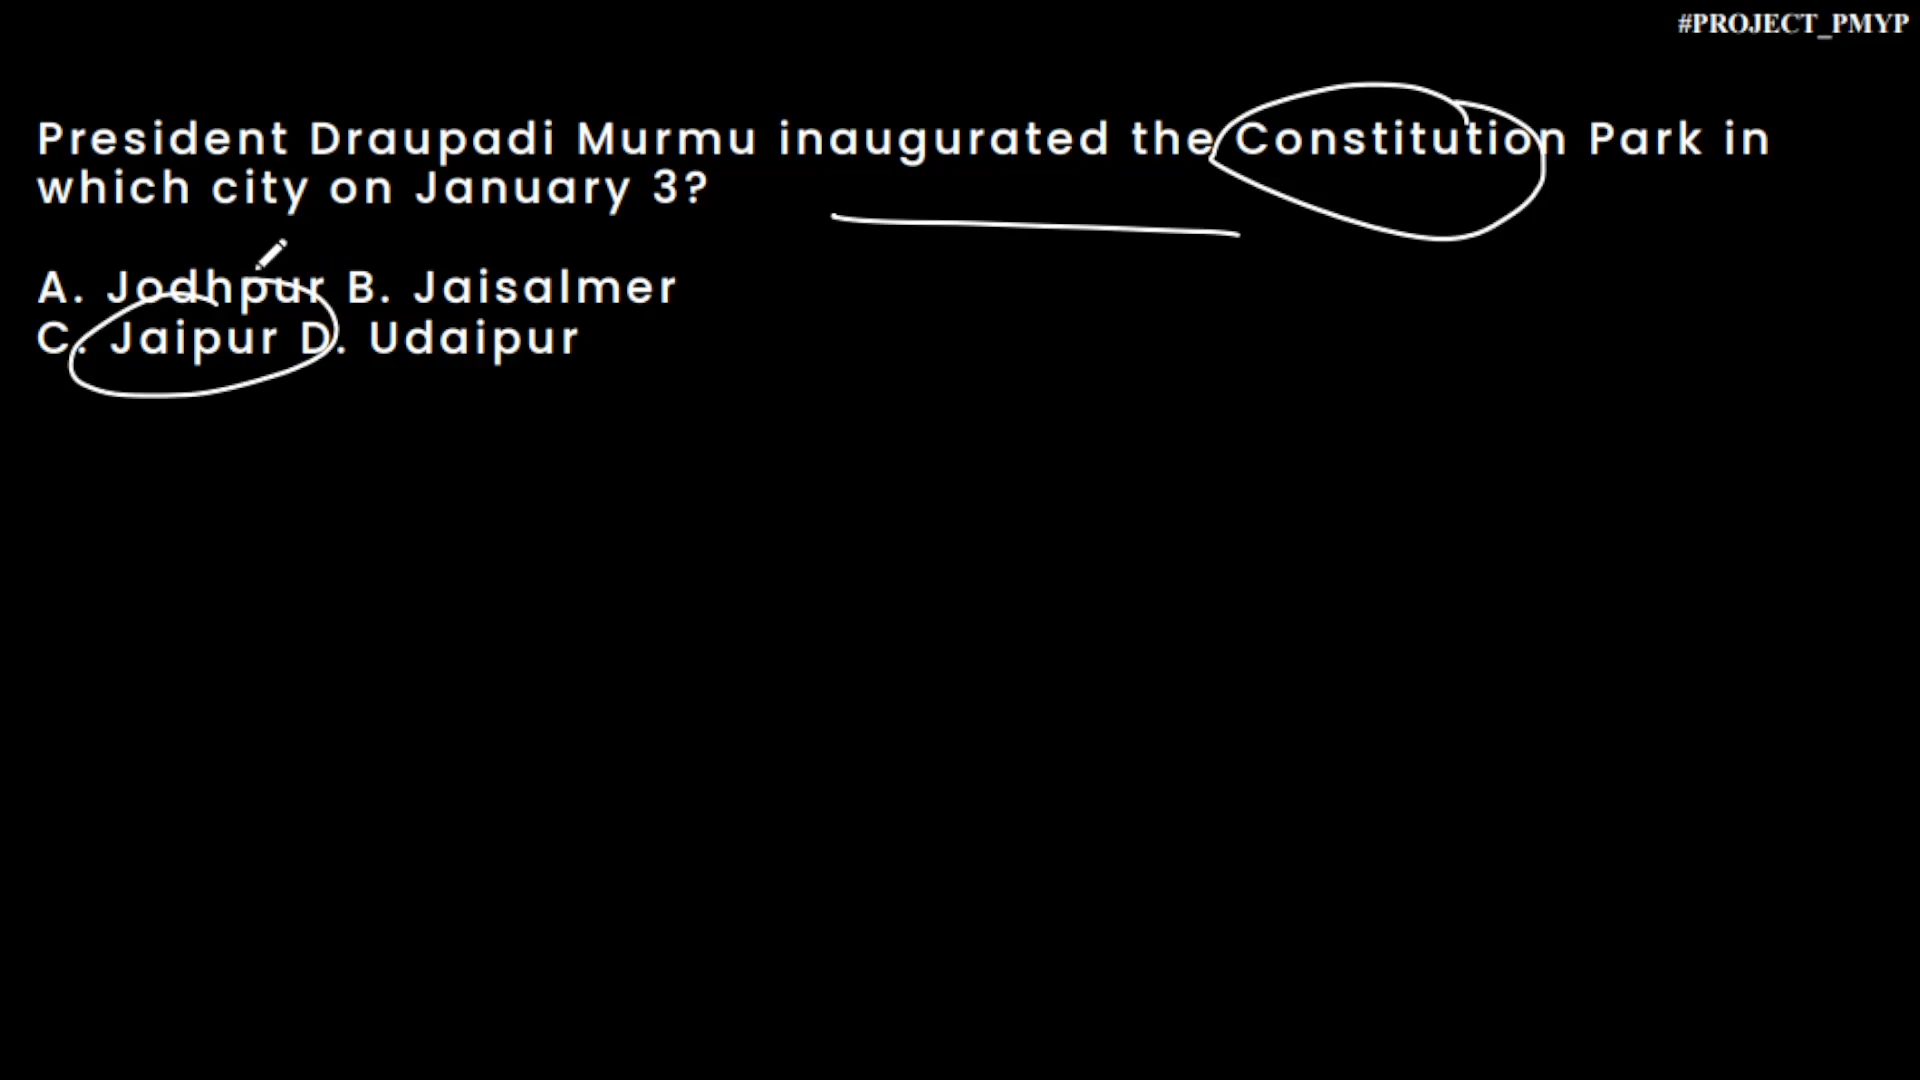 #PROJECT_PMYP
President Draupadi Murmu inaugurated the Constitution Park in
which city on January 3?
A. Jodhpur B. Jaisalmer
C. Jaipur D. Udaipur